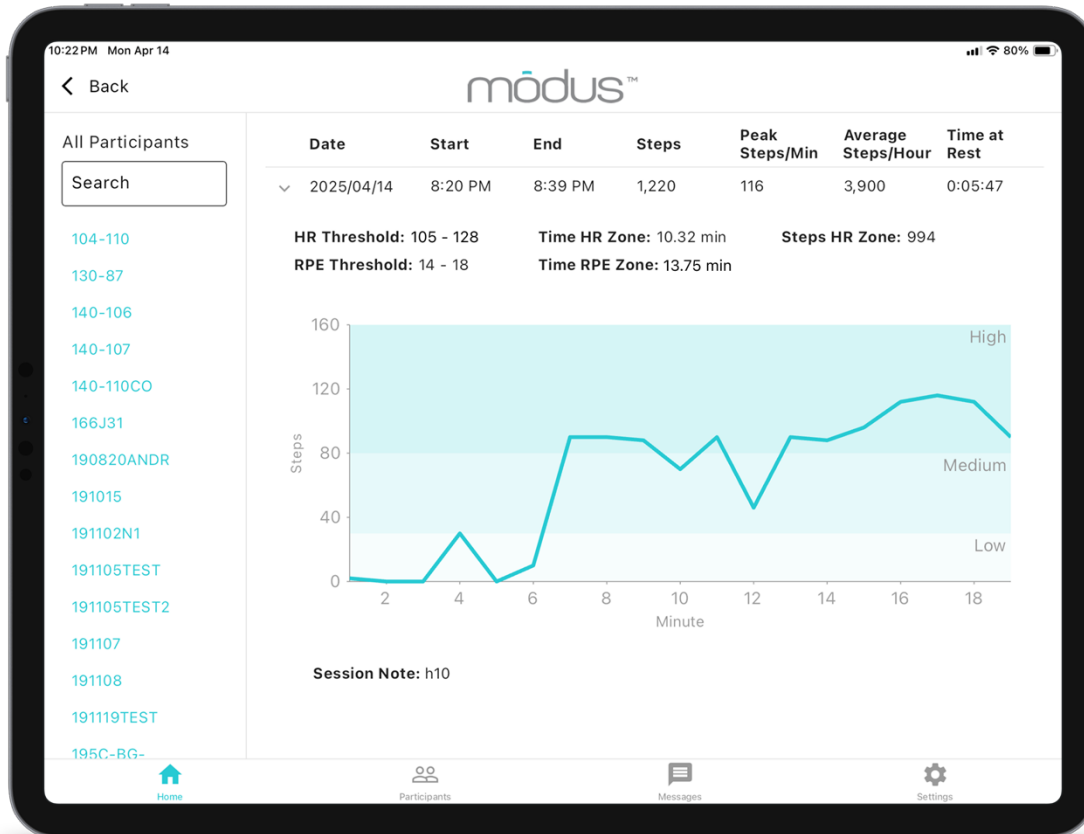 10:22 PM Mon Apr 14 80%
Back
mōdus™
All Participants
Search
104-110
130-87
140-106
140-107
140-110CO
166J31
190820ANDR
191015
191102N1
191105TEST
191105TEST2
191107
191108
191119TEST
195C-BG-
Date Start End Steps Peak Steps/Min Average Steps/Hour Time at Rest
2025/04/14 8:20 PM 8:39 PM 1,220 116 3,900 0:05:47
HR Threshold: 105 - 128 Time HR Zone: 10.32 min Steps HR Zone: 994
RPE Threshold: 14 - 18 Time RPE Zone: 13.75 min
160
High
120
Steps
80
Medium
40
Low
0
2 4 6 8 10 12 14 16 18
Minute
Session Note: h10
Home Participants Messages Settings